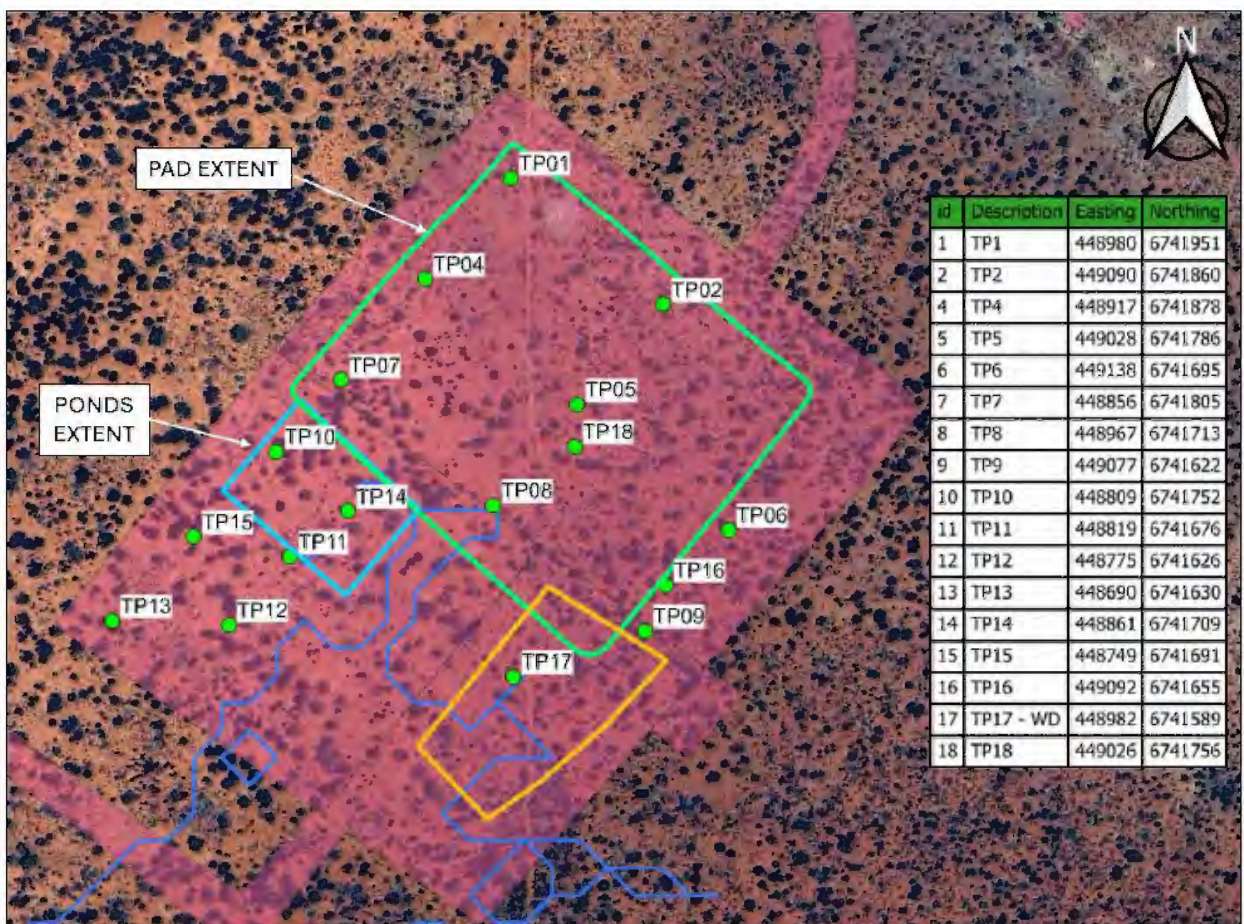 N
TP01
PAD EXTENT
TP04
TP02
TP07
TP05
PONDS
EXTENT
TP10
TP18
TP14
TP08
TP15
TP11
TP06
TP16
TP13
TP12
TP09
TP17
id Description Easting Northing
1 TP1 448980 6741951
2 TP2 449090 6741860
4 TP4 448917 6741878
5 TP5 449028 6741786
6 TP6 449138 6741695
7 TP7 448856 6741805
8 TP8 448967 6741713
9 TP9 449077 6741622
10 TP10 448809 6741752
11 TP11 448819 6741676
12 TP12 448775 6741626
13 TP13 448690 6741630
14 TP14 448861 6741709
15 TP15 448749 6741691
16 TP16 449092 6741655
17 TP17 - WD 448982 6741589
18 TP18 449026 6741756